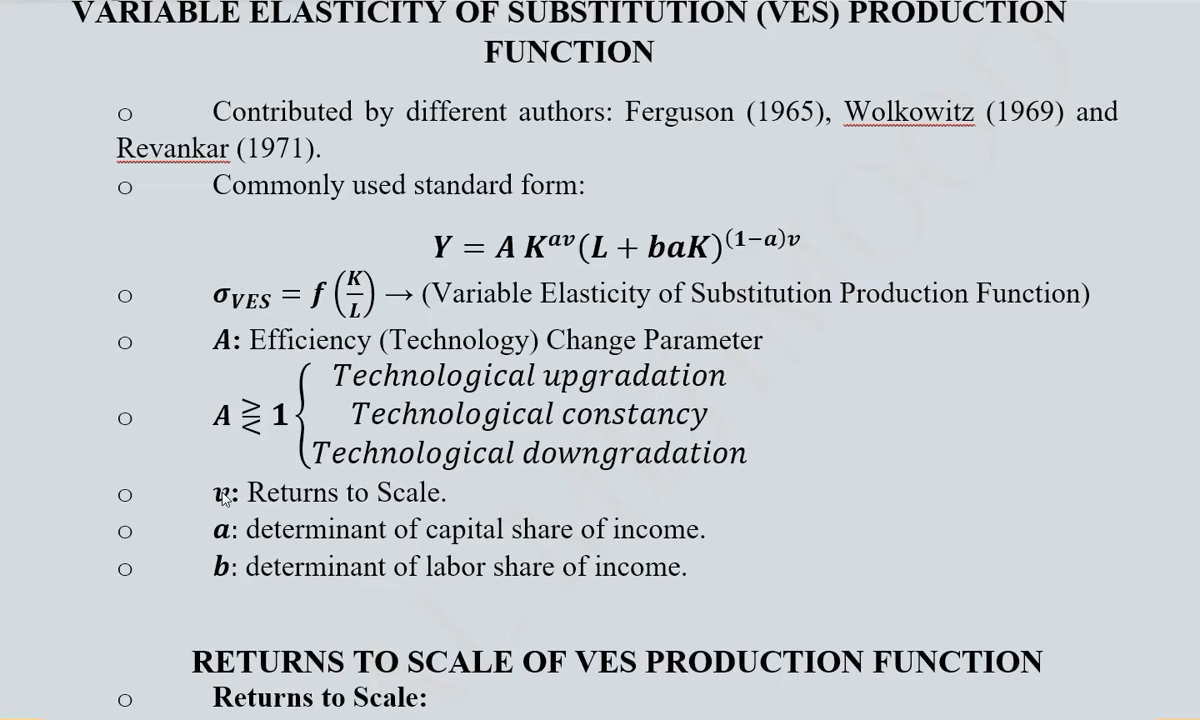 VARIABLE ELASTICITY OF SUBSTITUTION (VES) PRODUCTION
FUNCTION
o Contributed by different authors: Ferguson (1965), Wolkowitz (1969) and
Revankar (1971).
o Commonly used standard form:
Y = A K^{av}(L + baK)^{(1−a)v}
o σ_{VES} = f (K/L) → (Variable Elasticity of Substitution Production Function)
o A: Efficiency (Technology) Change Parameter
Technological upgradation
o A ⪌ 1 { Technological constancy
Technological downgradation
o v: Returns to Scale.
o a: determinant of capital share of income.
o b: determinant of labor share of income.
RETURNS TO SCALE OF VES PRODUCTION FUNCTION
o Returns to Scale: